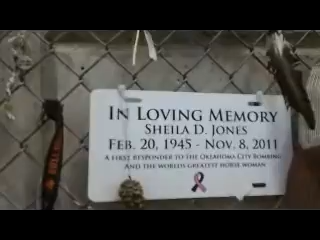 IN LOVING MEMORY
SHEILA D. JONES
FEB. 20, 1945 - NOV. 8, 2011
A FIRST RESPONDER TO THE OKLAHOMA CITY BOMBING
AND THE WORLDS GREATEST HORSE WOMAN